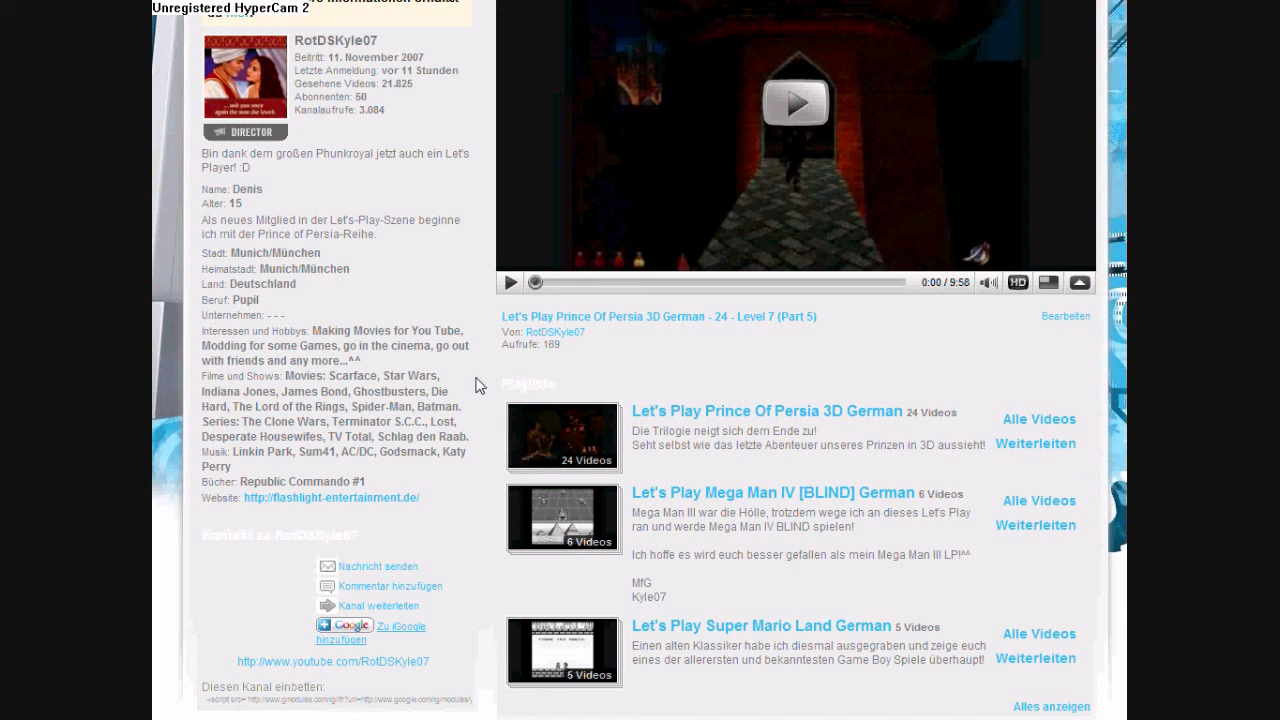 Unregistered HyperCam 2
RotDSKyle07
Beitritt: 11. November 2007
Letzte Anmeldung: vor 11 Stunden
Gesehene Videos: 21.825
Abonnenten: 50
Kanalaufrufe: 3.084
DIRECTOR
Bin dank dem großen Phunkroyal jetzt auch ein Let's
Player! :D
Name: Denis
Alter: 15
Als neues Mitglied in der Let's-Play-Szene beginne
ich mit der Prince of Persia-Reihe.
Stadt: Munich/München
Heimatstadt: Munich/München
Land: Deutschland
Beruf: Pupil
Unternehmen: - - -
Interessen und Hobbys: Making Movies for You Tube,
Modding for some Games, go in the cinema, go out
with friends and any more...^^
Filme und Shows: Movies: Scarface, Star Wars,
Indiana Jones, James Bond, Ghostbusters, Die
Hard, The Lord of the Rings, Spider-Man, Batman.
Series: The Clone Wars, Terminator S.C.C., Lost,
Desperate Housewifes, TV Total, Schlag den Raab.
Musik: Linkin Park, Sum41, AC/DC, Godsmack, Katy
Perry
Bücher: Republic Commando #1
Website: http://flashlight-entertainment.de/
Kontakt zu RotDSKyle07
Nachricht senden
Kommentar hinzufügen
Kanal weiterleiten
Google Zu iGoogle
hinzufügen
http://www.youtube.com/RotDSKyle07
Diesen Kanal einbetten:
0:00 / 9:58 HD
Let's Play Prince Of Persia 3D German - 24 - Level 7 (Part 5) Bearbeiten
Von: RotDSKyle07
Aufrufe: 169
Playlists
Let's Play Prince Of Persia 3D German 24 Videos
Die Trilogie neigt sich dem Ende zu!
Seht selbst wie das letzte Abenteuer unseres Prinzen in 3D aussieht!
24 Videos
Alle Videos
Weiterleiten
Let's Play Mega Man IV [BLIND] German 6 Videos
Mega Man III war die Hölle, trotzdem wege ich an dieses Let's Play
ran und werde Mega Man IV BLIND spielen!
Ich hoffe es wird euch besser gefallen als mein Mega Man III LP!^^
MfG
Kyle07
6 Videos
Alle Videos
Weiterleiten
Let's Play Super Mario Land German 5 Videos
Einen alten Klassiker habe ich diesmal ausgegraben und zeige euch
eines der allerersten und bekanntesten Game Boy Spiele überhaupt!
5 Videos
Alle Videos
Weiterleiten
Alles anzeigen